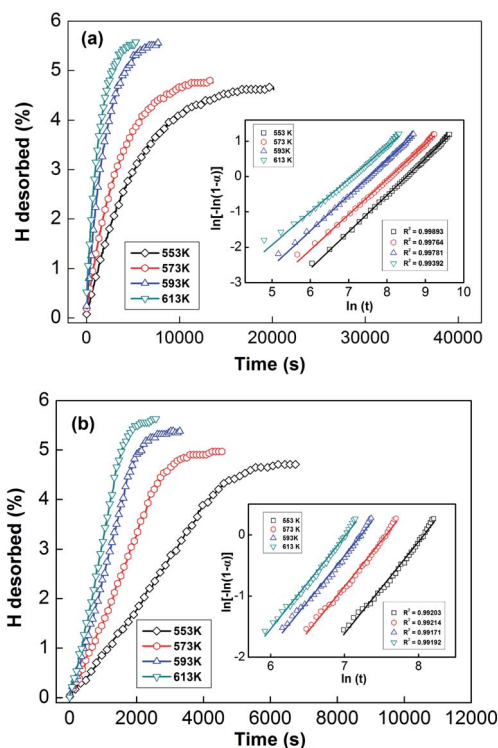 (a)
H desorbed (%)
6
5
4
3
2
1
0
0
10000
20000
30000
40000
Time (s)
553K
573K
593K
613K
ln[-ln(1-α)]
1
0
-1
-2
-3
5
6
7
8
9
10
ln (t)
553 K
573 K
593K
613 K
R² = 0.99893
R² = 0.99764
R² = 0.99781
R² = 0.99392
(b)
H desorbed (%)
6
5
4
3
2
1
0
0
2000
4000
6000
8000
10000
12000
Time (s)
553K
573K
593K
613K
ln[-ln(1-α)]
0
-1
-2
6
7
8
ln (t)
553 K
573 K
593K
613 K
R² = 0.99203
R² = 0.99214
R² = 0.99171
R² = 0.99192